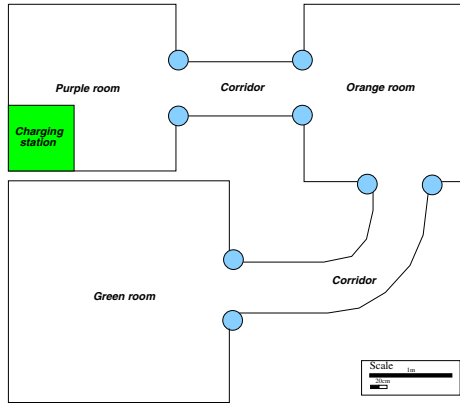 Purple room
Corridor
Orange room
Charging
station
Corridor
Green room
Scale
1m
20cm